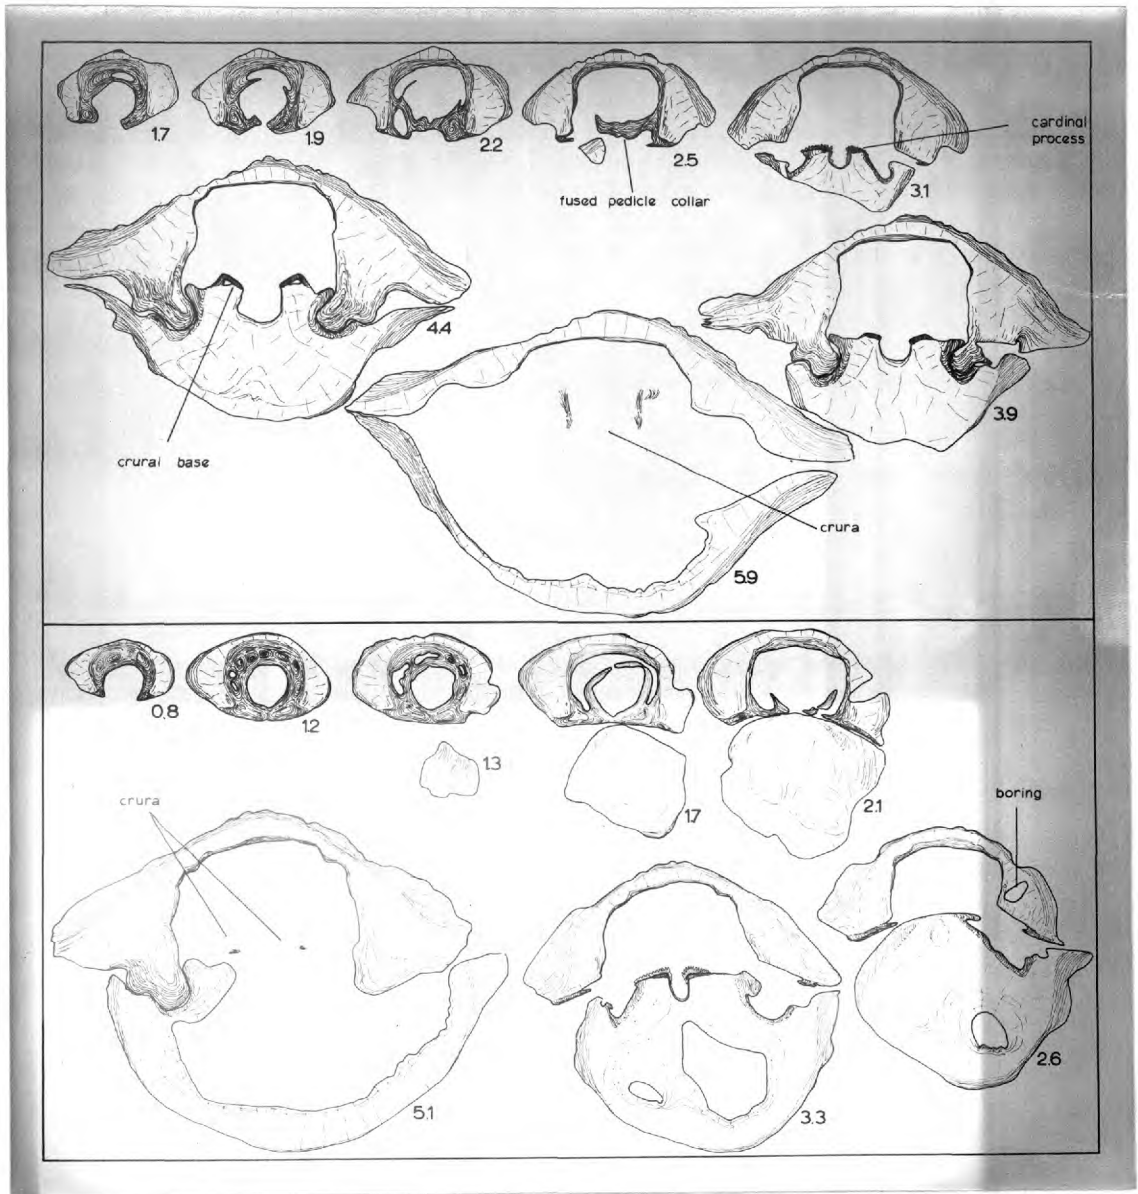 1.7
1.9
2.2
2.5
3.1
cardinal
process
fused pedicle collar
4.4
3.9
crural base
crura
5.9
0.8
1.2
1.3
1.7
2.1
crura
boring
5.1
3.3
2.6